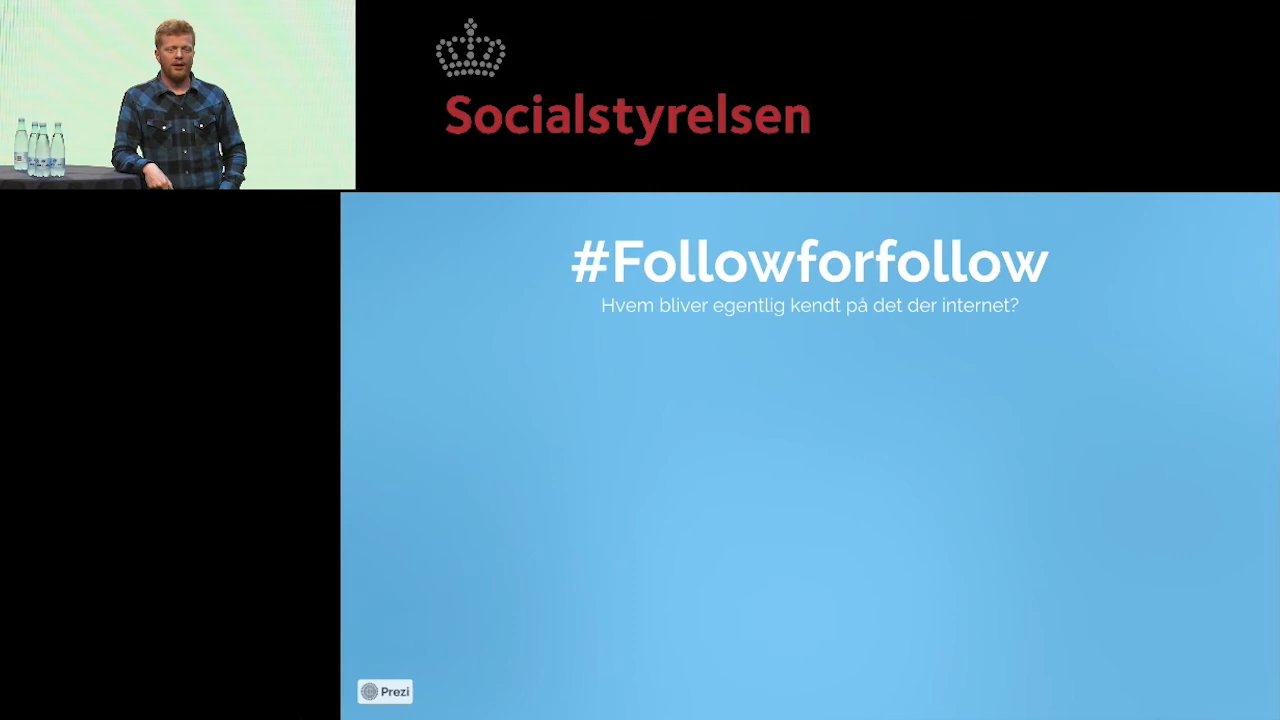 Socialstyrelsen
#Followforfollow
Hvem bliver egentlig kendt på det der internet?
Prezi